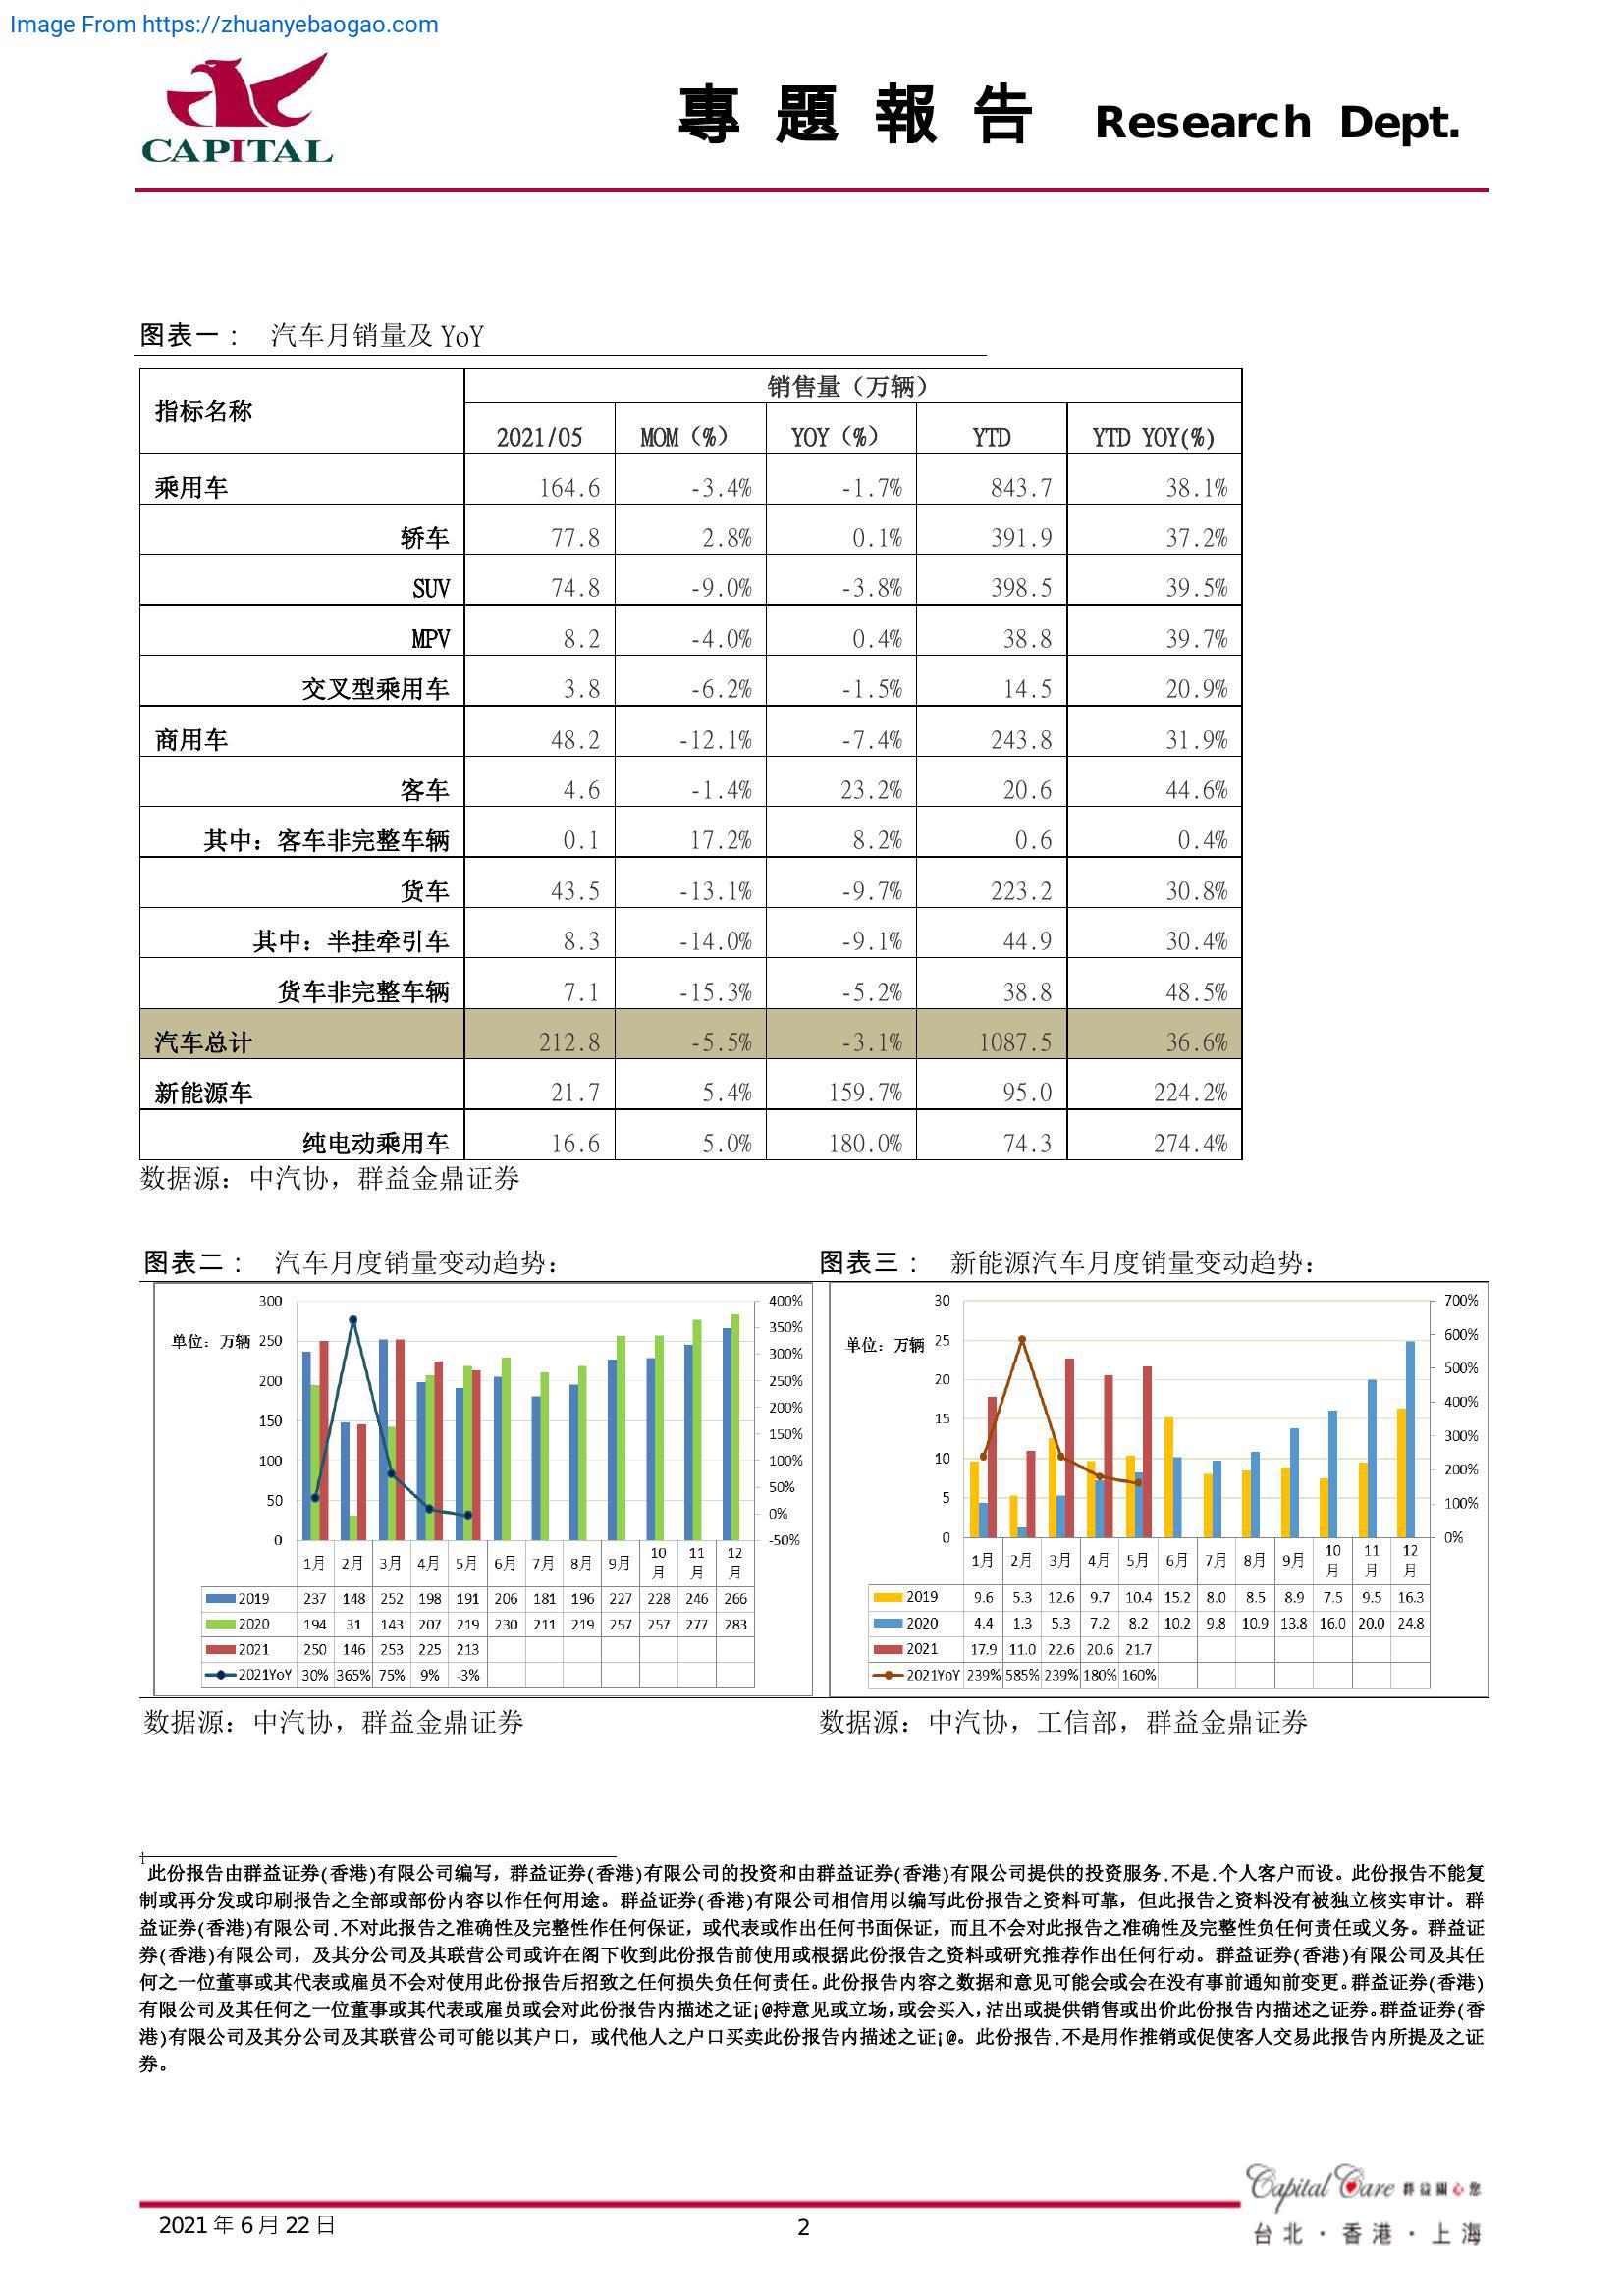 Image From https://zhuanyebaogao.com
CAPITAL
專 題 報 告 Research Dept.
图表一： 汽车月销量及 YoY
指标名称 销售量（万辆）
2021/05 MOM（%） YOY（%） YTD YTD YOY(%)
乘用车 164.6 -3.4% -1.7% 843.7 38.1%
轿车 77.8 2.8% 0.1% 391.9 37.2%
SUV 74.8 -9.0% -3.8% 398.5 39.5%
MPV 8.2 -4.0% 0.4% 38.8 39.7%
交叉型乘用车 3.8 -6.2% -1.5% 14.5 20.9%
商用车 48.2 -12.1% -7.4% 243.8 31.9%
客车 4.6 -1.4% 23.2% 20.6 44.6%
其中：客车非完整车辆 0.1 17.2% 8.2% 0.6 0.4%
货车 43.5 -13.1% -9.7% 223.2 30.8%
其中：半挂牵引车 8.3 -14.0% -9.1% 44.9 30.4%
货车非完整车辆 7.1 -15.3% -5.2% 38.8 48.5%
汽车总计 212.8 -5.5% -3.1% 1087.5 36.6%
新能源车 21.7 5.4% 159.7% 95.0 224.2%
纯电动乘用车 16.6 5.0% 180.0% 74.3 274.4%
数据源：中汽协，群益金鼎证券
图表二： 汽车月度销量变动趋势：
单位：万辆
300
250
200
150
100
50
0
400%
350%
300%
250%
200%
150%
100%
50%
0%
-50%
1月 2月 3月 4月 5月 6月 7月 8月 9月 10月 11月 12月
2019 237 148 252 198 191 206 181 196 227 228 246 266
2020 194 31 143 207 219 230 211 219 257 257 277 283
2021 250 146 253 225 213
2021YoY 30% 365% 75% 9% -3%
数据源：中汽协，群益金鼎证券
图表三： 新能源汽车月度销量变动趋势：
单位：万辆
30
25
20
15
10
5
0
700%
600%
500%
400%
300%
200%
100%
0%
1月 2月 3月 4月 5月 6月 7月 8月 9月 10月 11月 12月
2019 9.6 5.3 12.6 9.7 10.4 15.2 8.0 8.5 8.9 7.5 9.5 16.3
2020 4.4 1.3 5.3 7.2 8.2 10.2 9.8 10.9 13.8 16.0 20.0 24.8
2021 17.9 11.0 22.6 20.6 21.7
2021YoY 239% 585% 239% 180% 160%
数据源：中汽协，工信部，群益金鼎证券
1 此份报告由群益证券(香港)有限公司编写，群益证券(香港)有限公司的投资和由群益证券(香港)有限公司提供的投资服务.不是.个人客户而设。此份报告不能复
制或再分发或印刷报告之全部或部份内容以作任何用途。群益证券(香港)有限公司相信用以编写此份报告之资料可靠，但此报告之资料没有被独立核实审计。群
益证券(香港)有限公司.不对此报告之准确性及完整性作任何保证，或代表或作出任何书面保证，而且不会对此报告之准确性及完整性负任何责任或义务。群益证
券(香港)有限公司，及其分公司及其联营公司或许在阁下收到此份报告前使用或根据此份报告之资料或研究推荐作出任何行动。群益证券(香港)有限公司及其任
何之一位董事或其代表或雇员不会对使用此份报告后招致之任何损失负任何责任。此份报告内容之数据和意见可能会或会在没有事前通知前变更。群益证券(香港)
有限公司及其任何之一位董事或其代表或雇员或会对此份报告内描述之证¡@持意见或立场，或会买入，沽出或提供销售或出价此份报告内描述之证券。群益证券(香
港)有限公司及其分公司及其联营公司可能以其户口，或代他人之户口买卖此份报告内描述之证¡@。此份报告.不是用作推销或促使客人交易此报告内所提及之证
券。
Capital Care 群益關心您
2021 年 6 月 22 日
2
台 北 · 香 港 · 上 海